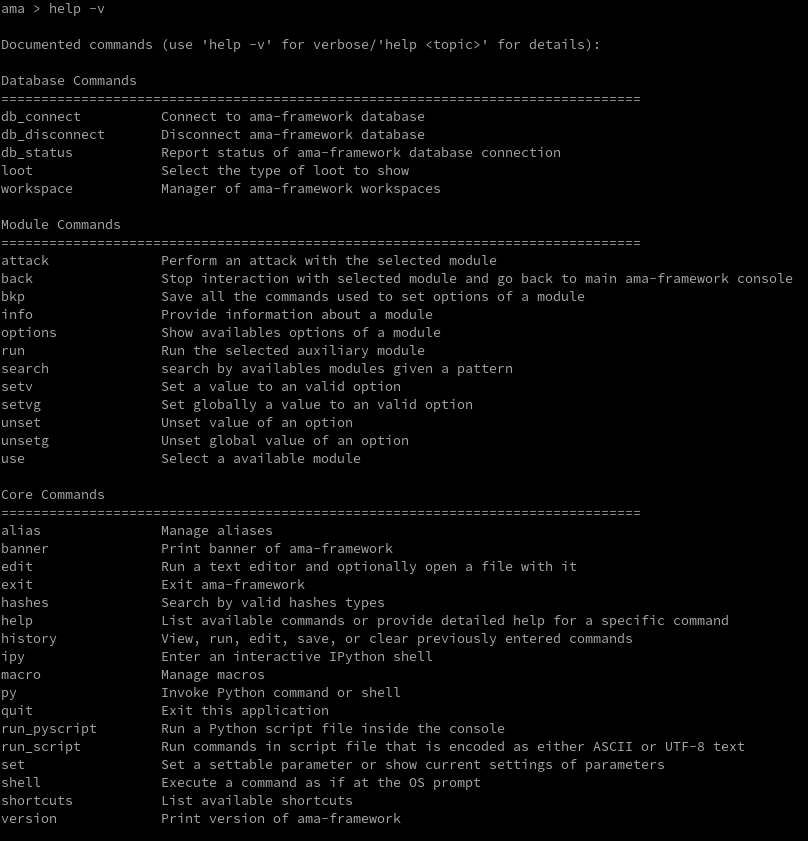 ama > help -v
Documented commands (use 'help -v' for verbose/'help <topic>' for details):
Database Commands
================================================================================
db_connect          Connect to ama-framework database
db_disconnect       Disconnect ama-framework database
db_status           Report status of ama-framework database connection
loot                Select the type of loot to show
workspace           Manager of ama-framework workspaces
Module Commands
================================================================================
attack              Perform an attack with the selected module
back                Stop interaction with selected module and go back to main ama-framework console
bkp                 Save all the commands used to set options of a module
info                Provide information about a module
options             Show availables options of a module
run                 Run the selected auxiliary module
search              search by availables modules given a pattern
setv                Set a value to an valid option
setvg               Set globally a value to an valid option
unset               Unset value of an option
unsetg              Unset global value of an option
use                 Select a available module
Core Commands
================================================================================
alias               Manage aliases
banner              Print banner of ama-framework
edit                Run a text editor and optionally open a file with it
exit                Exit ama-framework
hashes              Search by valid hashes types
help                List available commands or provide detailed help for a specific command
history             View, run, edit, save, or clear previously entered commands
ipy                 Enter an interactive IPython shell
macro               Manage macros
py                  Invoke Python command or shell
quit                Exit this application
run_pyscript        Run a Python script file inside the console
run_script          Run commands in script file that is encoded as either ASCII or UTF-8 text
set                 Set a settable parameter or show current settings of parameters
shell               Execute a command as if at the OS prompt
shortcuts           List available shortcuts
version             Print version of ama-framework